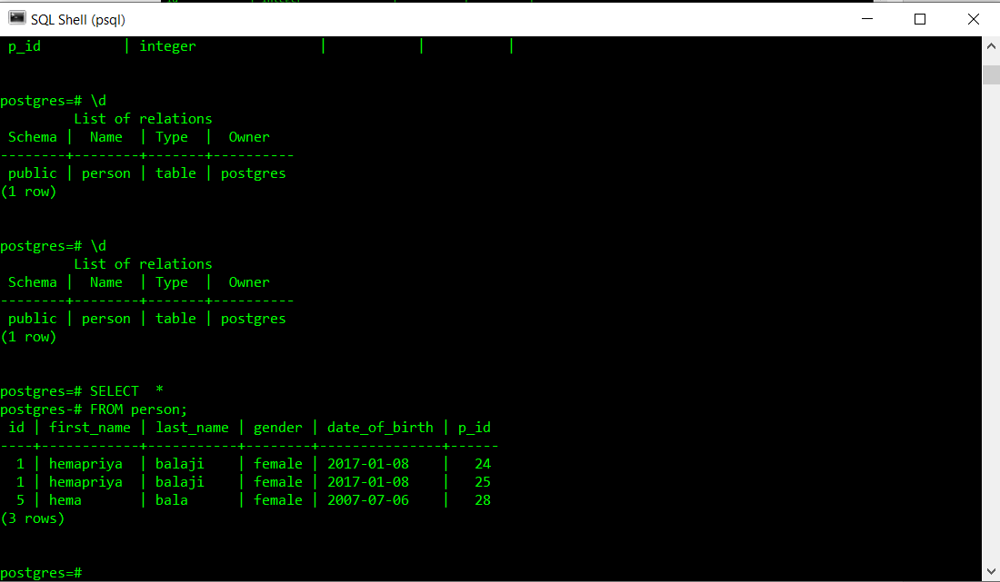 SQL Shell (psql)
p_id | integer | | |
postgres=# \d
List of relations
Schema | Name | Type | Owner
--------+--------+-------+----------
public | person | table | postgres
(1 row)
postgres=# \d
List of relations
Schema | Name | Type | Owner
--------+--------+-------+----------
public | person | table | postgres
(1 row)
postgres=# SELECT  *
postgres-# FROM person;
id | first_name | last_name | gender | date_of_birth | p_id
----+------------+-----------+--------+---------------+------
1 | hemapriya | balaji | female | 2017-01-08 | 24
1 | hemapriya | balaji | female | 2017-01-08 | 25
5 | hema | bala | female | 2007-07-06 | 28
(3 rows)
postgres=#